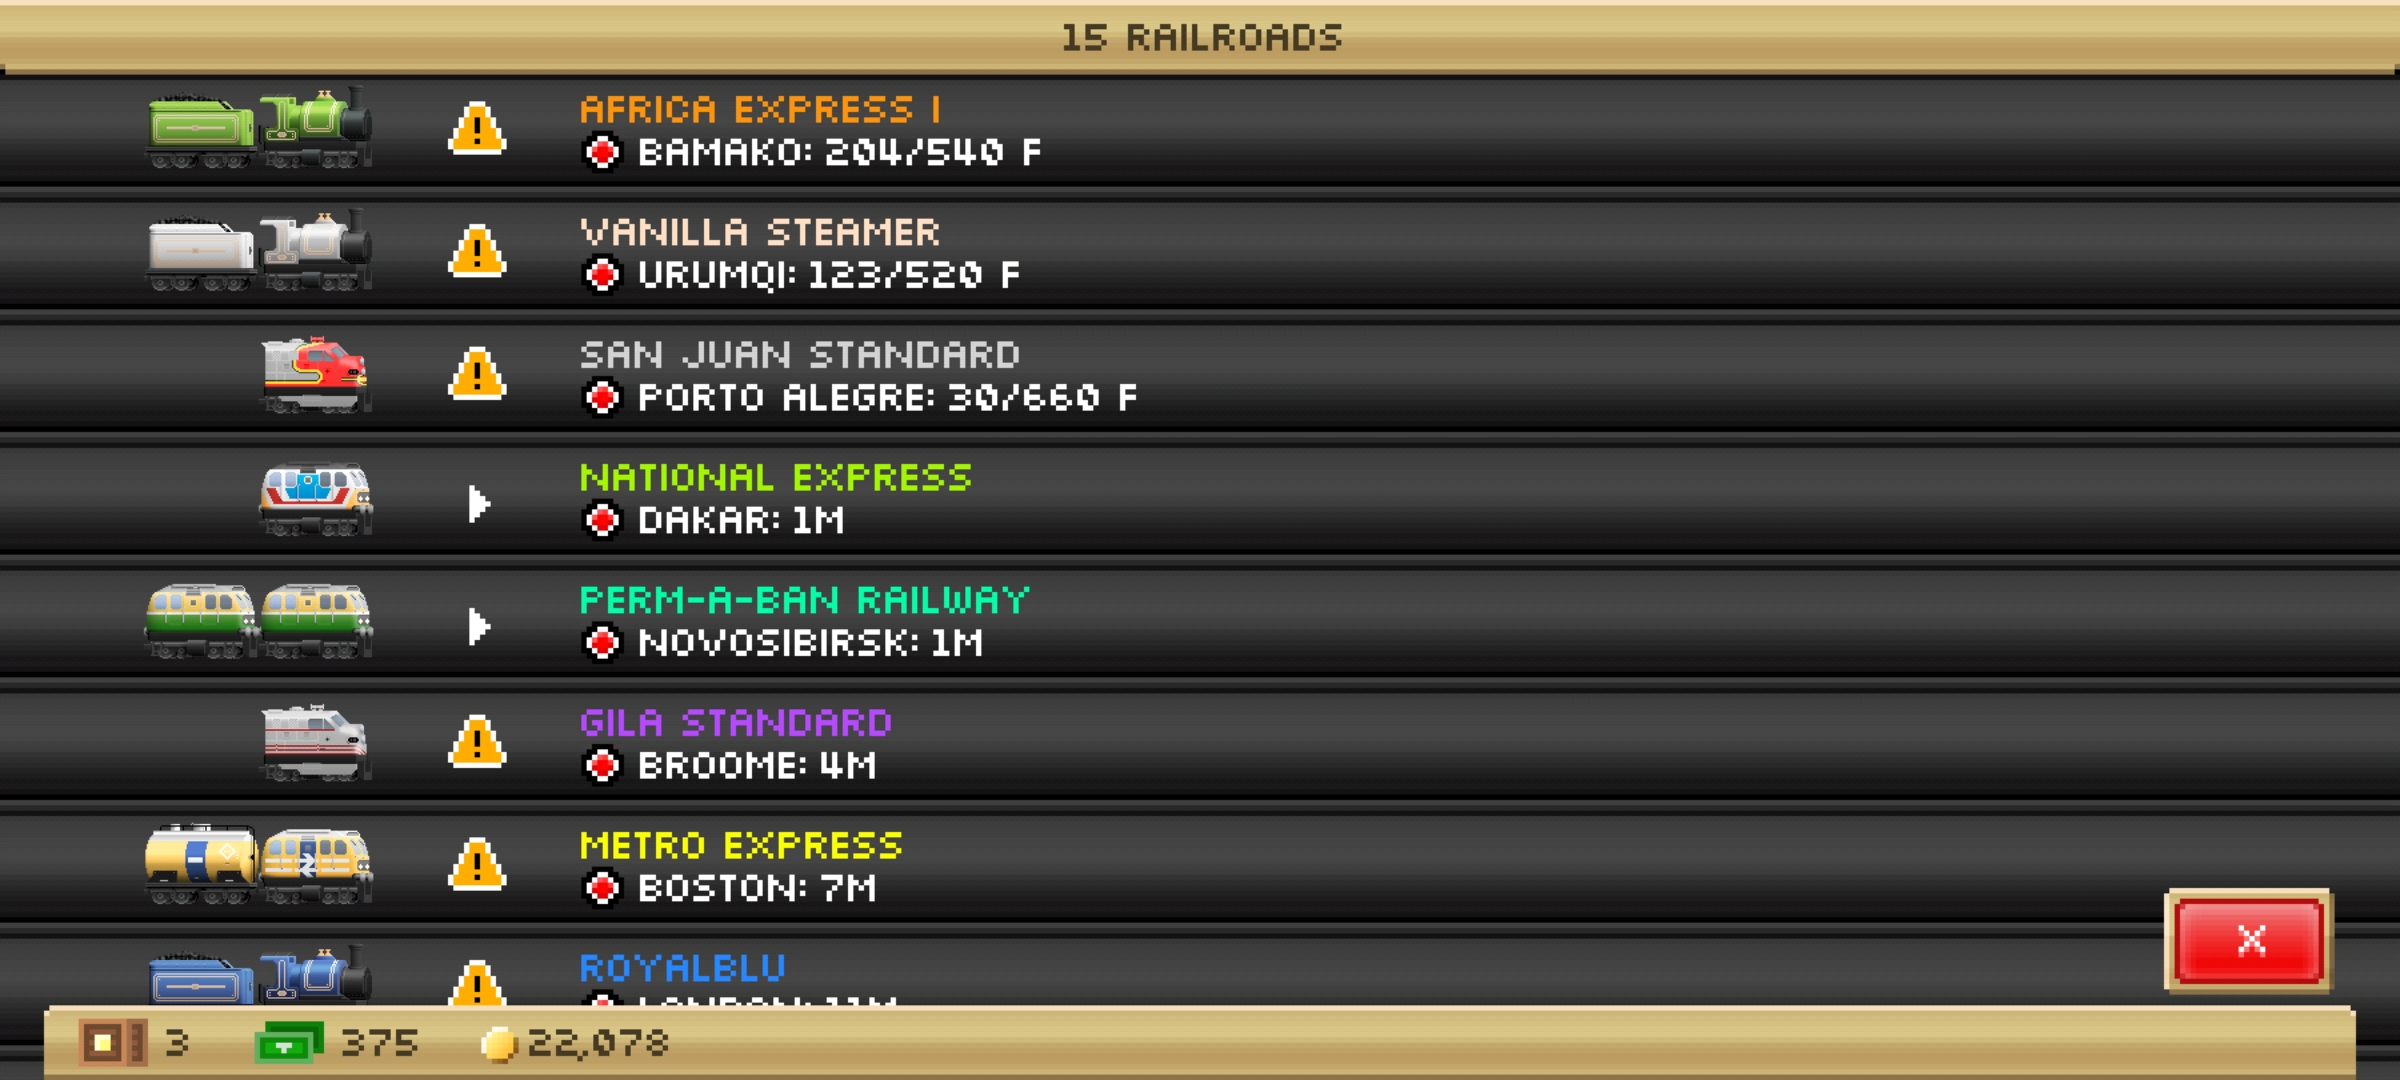 15 RAILROADS
AFRICA EXPRESS I
BAMAKO: 204/540 F
VANILLA STEAMER
URUMQI: 123/520 F
SAN JUAN STANDARD
PORTO ALEGRE: 30/660 F
NATIONAL EXPRESS
DAKAR: 1M
PERM-A-BAN RAILWAY
NOVOSIBIRSK: 1M
GILA STANDARD
BROOME: 4M
METRO EXPRESS
BOSTON: 7M
X
ROYALBLU
3 375 22,078